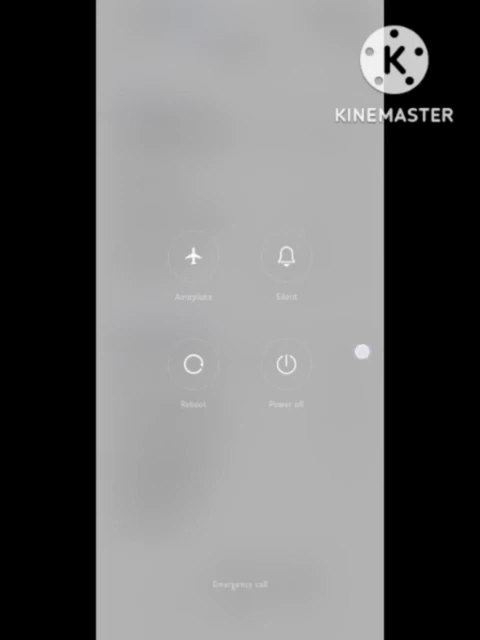 K
KINEMASTER
Aeroplane
Silent
Reboot
Power off
Emergency call